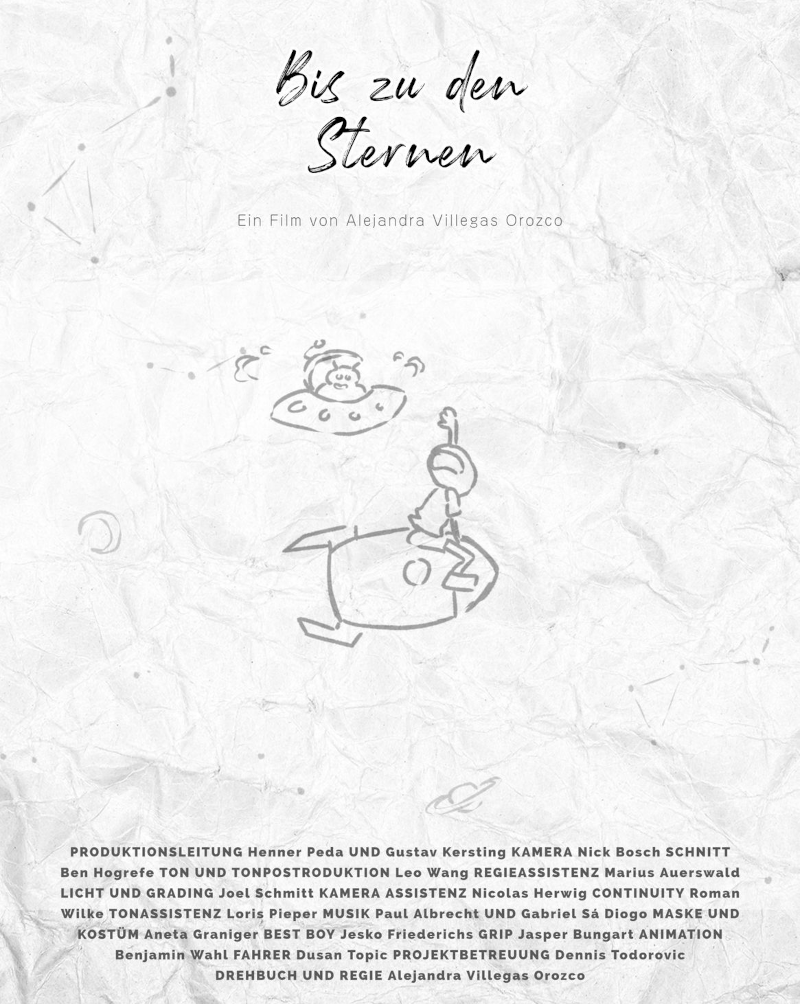 Bis zu den
Sternen
Ein Film von Alejandra Villegas Orozco
PRODUKTIONSLEITUNG Henner Peda UND Gustav Kersting KAMERA Nick Bosch SCHNITT
Ben Hogrefe TON UND TONPOSTRODUKTION Leo Wang REGIEASSISTENZ Marius Auerswald
LICHT UND GRADING Joel Schmitt KAMERA ASSISTENZ Nicolas Herwig CONTINUITY Roman
Wilke TONASSISTENZ Loris Pieper MUSIK Paul Albrecht UND Gabriel Sá Diogo MASKE UND
KOSTÜM Aneta Graniger BEST BOY Jesko Friederichs GRIP Jasper Bungart ANIMATION
Benjamin Wahl FAHRER Dusan Topic PROJEKTBETREUUNG Dennis Todorovic
DREHBUCH UND REGIE Alejandra Villegas Orozco